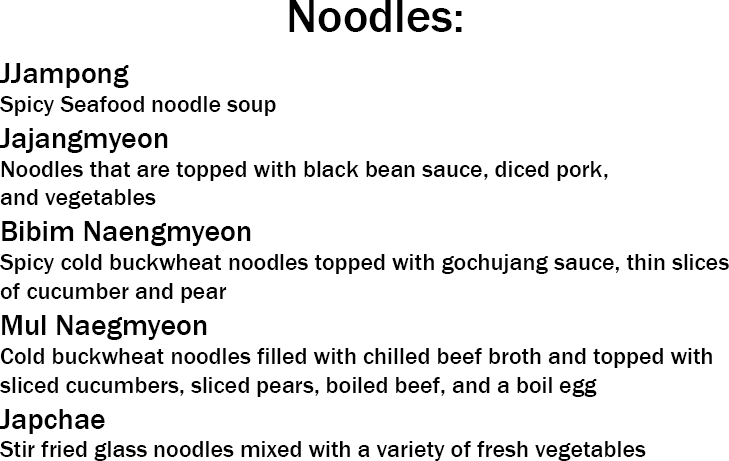 Noodles:
JJampong
Spicy Seafood noodle soup
Jajangmyeon
Noodles that are topped with black bean sauce, diced pork,
and vegetables
Bibim Naengmyeon
Spicy cold buckwheat noodles topped with gochujang sauce, thin slices
of cucumber and pear
Mul Naegmyeon
Cold buckwheat noodles filled with chilled beef broth and topped with
sliced cucumbers, sliced pears, boiled beef, and a boil egg
Japchae
Stir fried glass noodles mixed with a variety of fresh vegetables